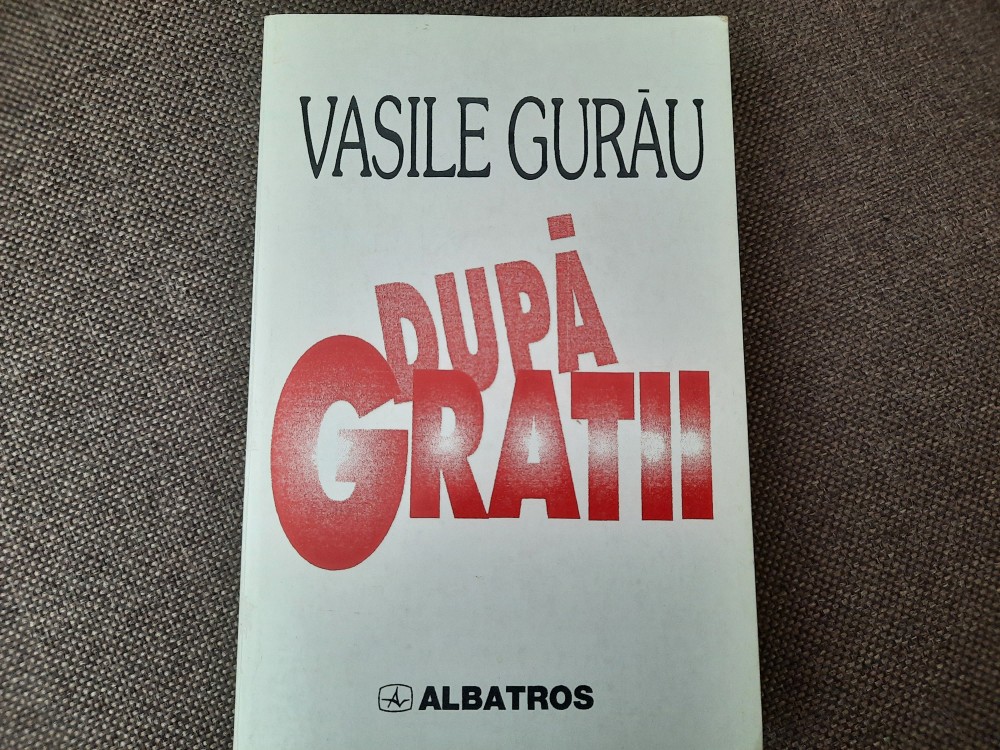 VASILE GURĂU
DUPĂ
GRATII
ALBATROS